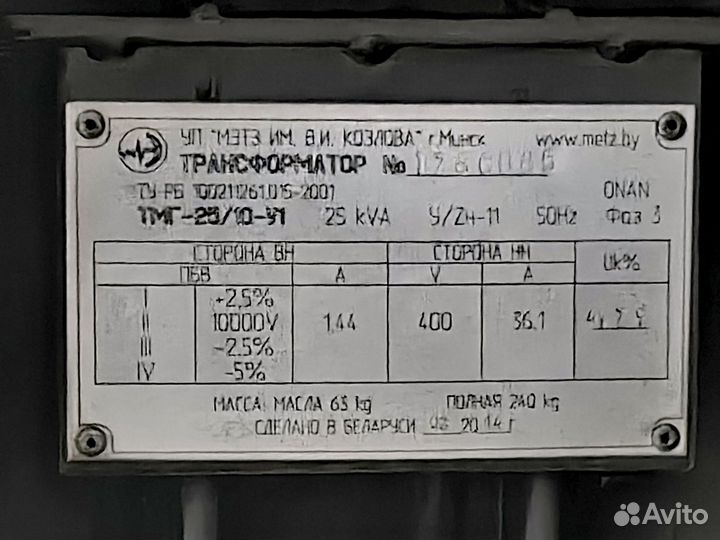 УП "МЭТЗ ИМ. В.И. КОЗЛОВА" г.Минск www.metz.by
ТРАНСФОРМАТОР №
ТУ РБ 100211261.015-2001 ONAN
ТМГ-25/10-У1 25 kVA У/Zн-11 50Hz Фаз 3
СТОРОНА ВН СТОРОНА НН Uk%
ПБВ A V A
I +2,5%
II 10000V 1,44 400 36.1
III -2.5%
IV -5%
МАССА: МАСЛА 63 kg ПОЛНАЯ 240 kg
СДЕЛАНО В БЕЛАРУСИ 2014г
Avito